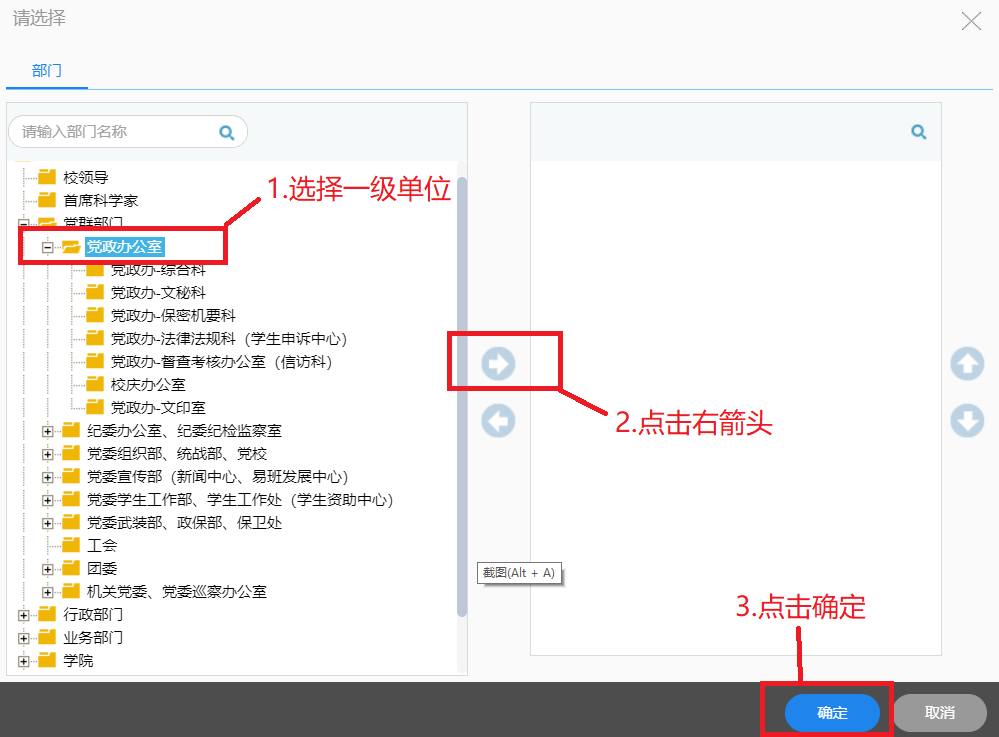 请选择
部门
请输入部门名称
校领导
1.选择一级单位
首席科学家
党群部门
党政办公室
党政办-综合科
党政办-文秘科
党政办-保密机要科
党政办-法律法规科（学生申诉中心）
党政办-督查考核办公室（信访科）
校庆办公室
党政办-文印室
2.点击右箭头
纪委办公室、纪委纪检监察室
党委组织部、统战部、党校
党委宣传部（新闻中心、易班发展中心）
党委学生工作部、学生工作处（学生资助中心）
党委武装部、政保部、保卫处
工会
团委
截图(Alt + A)
机关党委、党委巡察办公室
行政部门
3.点击确定
业务部门
学院
确定
取消